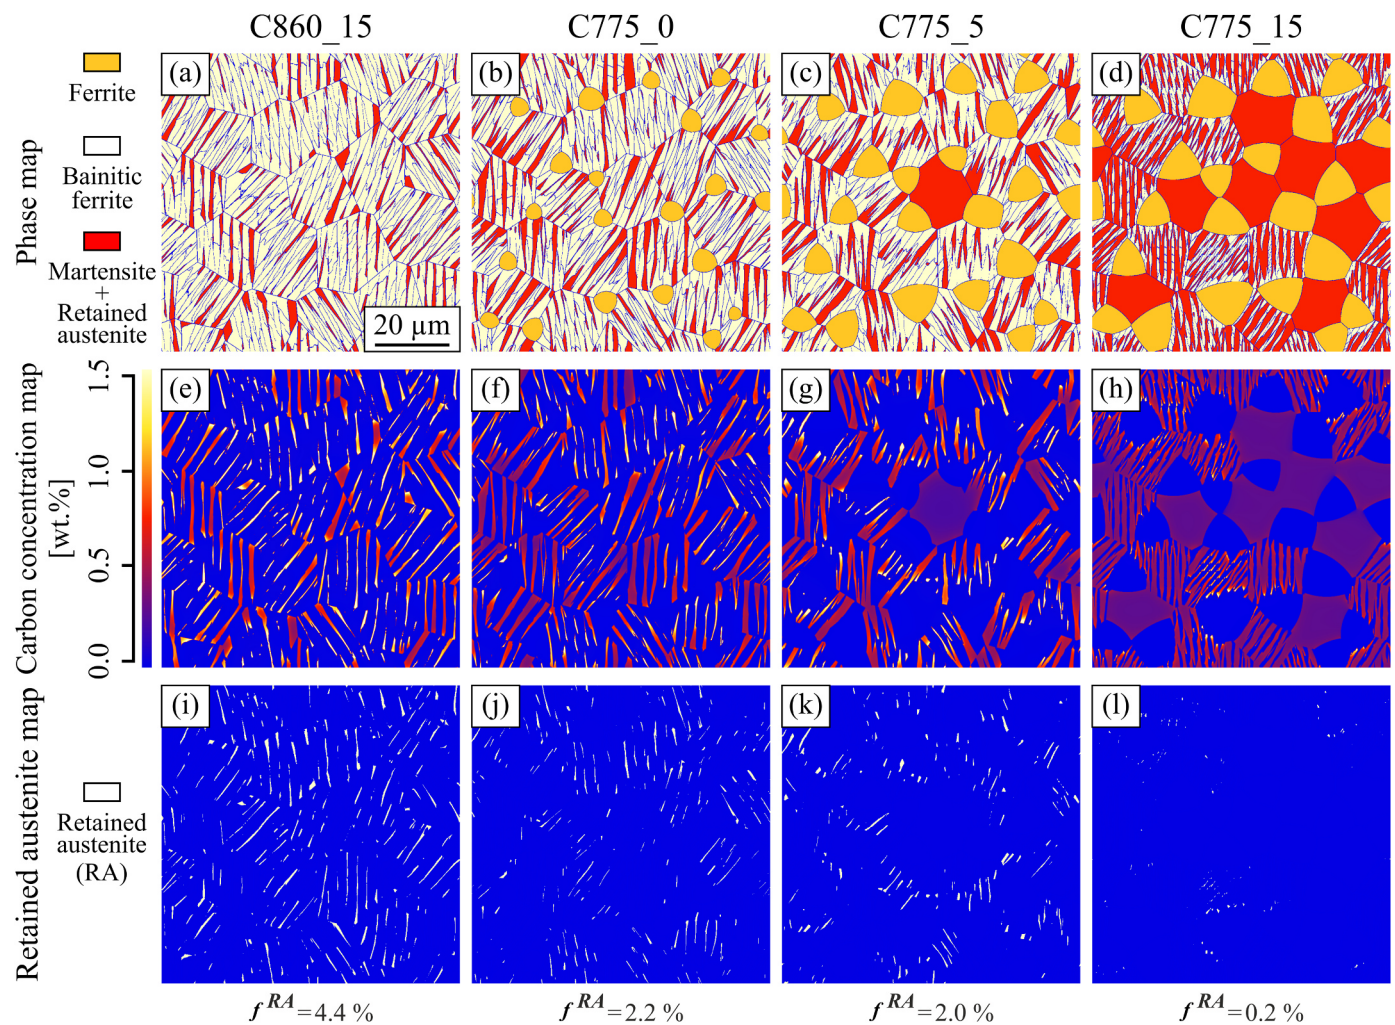 C860_15
C775_0
C775_5
C775_15
Phase map
Ferrite
Bainitic
ferrite
Martensite
+
Retained
austenite
(a)
(b)
(c)
(d)
20 µm
Carbon concentration map
[wt.%]
1.5
1.0
0.5
0.0
(e)
(f)
(g)
(h)
Retained austenite map
Retained
austenite
(RA)
(i)
(j)
(k)
(l)
f^RA=4.4 %
f^RA=2.2 %
f^RA=2.0 %
f^RA=0.2 %